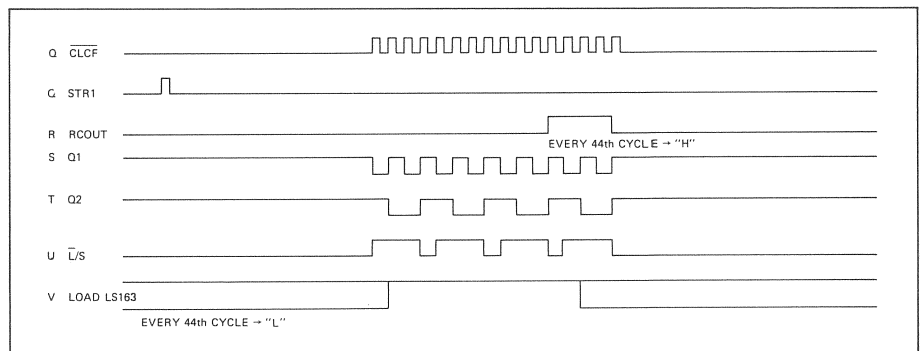 Q CLCF
G STR1
R RCOUT
EVERY 44th CYCLE → "H"
S Q1
T Q2
U L/S
V LOAD LS163
EVERY 44th CYCLE → "L"